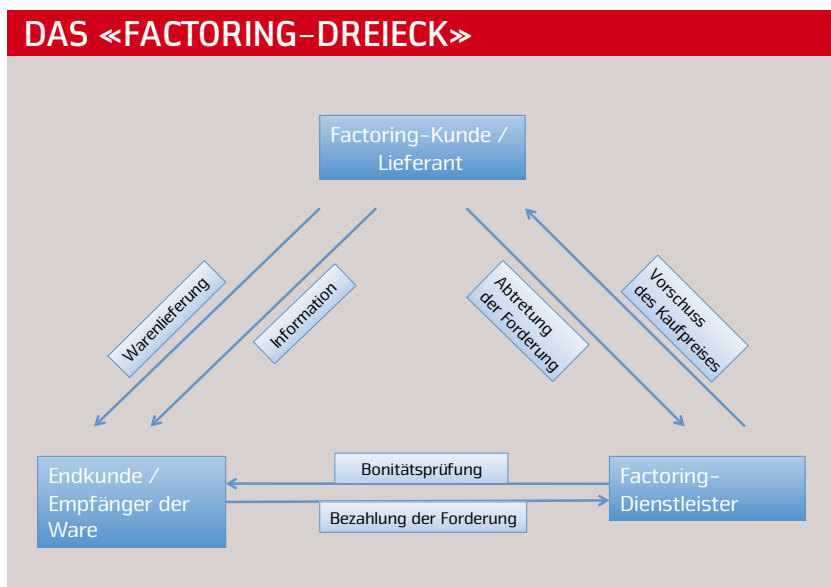 DAS «FACTORING-DREIECK»
Factoring-Kunde /
Lieferant
Warenlieferung
Information
Abtretung
der Forderung
Vorschuss
des Kaufpreises
Endkunde /
Empfänger der
Ware
Bonitätsprüfung
Bezahlung der Forderung
Factoring-
Dienstleister